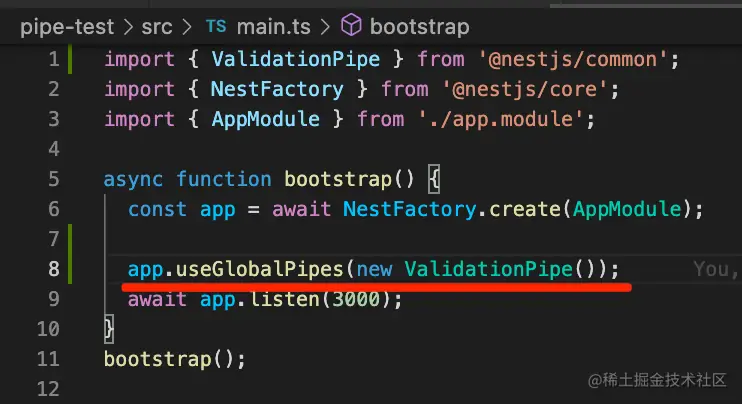 pipe-test > src > TS main.ts > bootstrap
1 import { ValidationPipe } from '@nestjs/common';
2 import { NestFactory } from '@nestjs/core';
3 import { AppModule } from './app.module';
4
5 async function bootstrap() {
6 const app = await NestFactory.create(AppModule);
7
8 app.useGlobalPipes(new ValidationPipe()); You,
9 await app.listen(3000);
10 }
11 bootstrap();
12
@稀土掘金技术社区